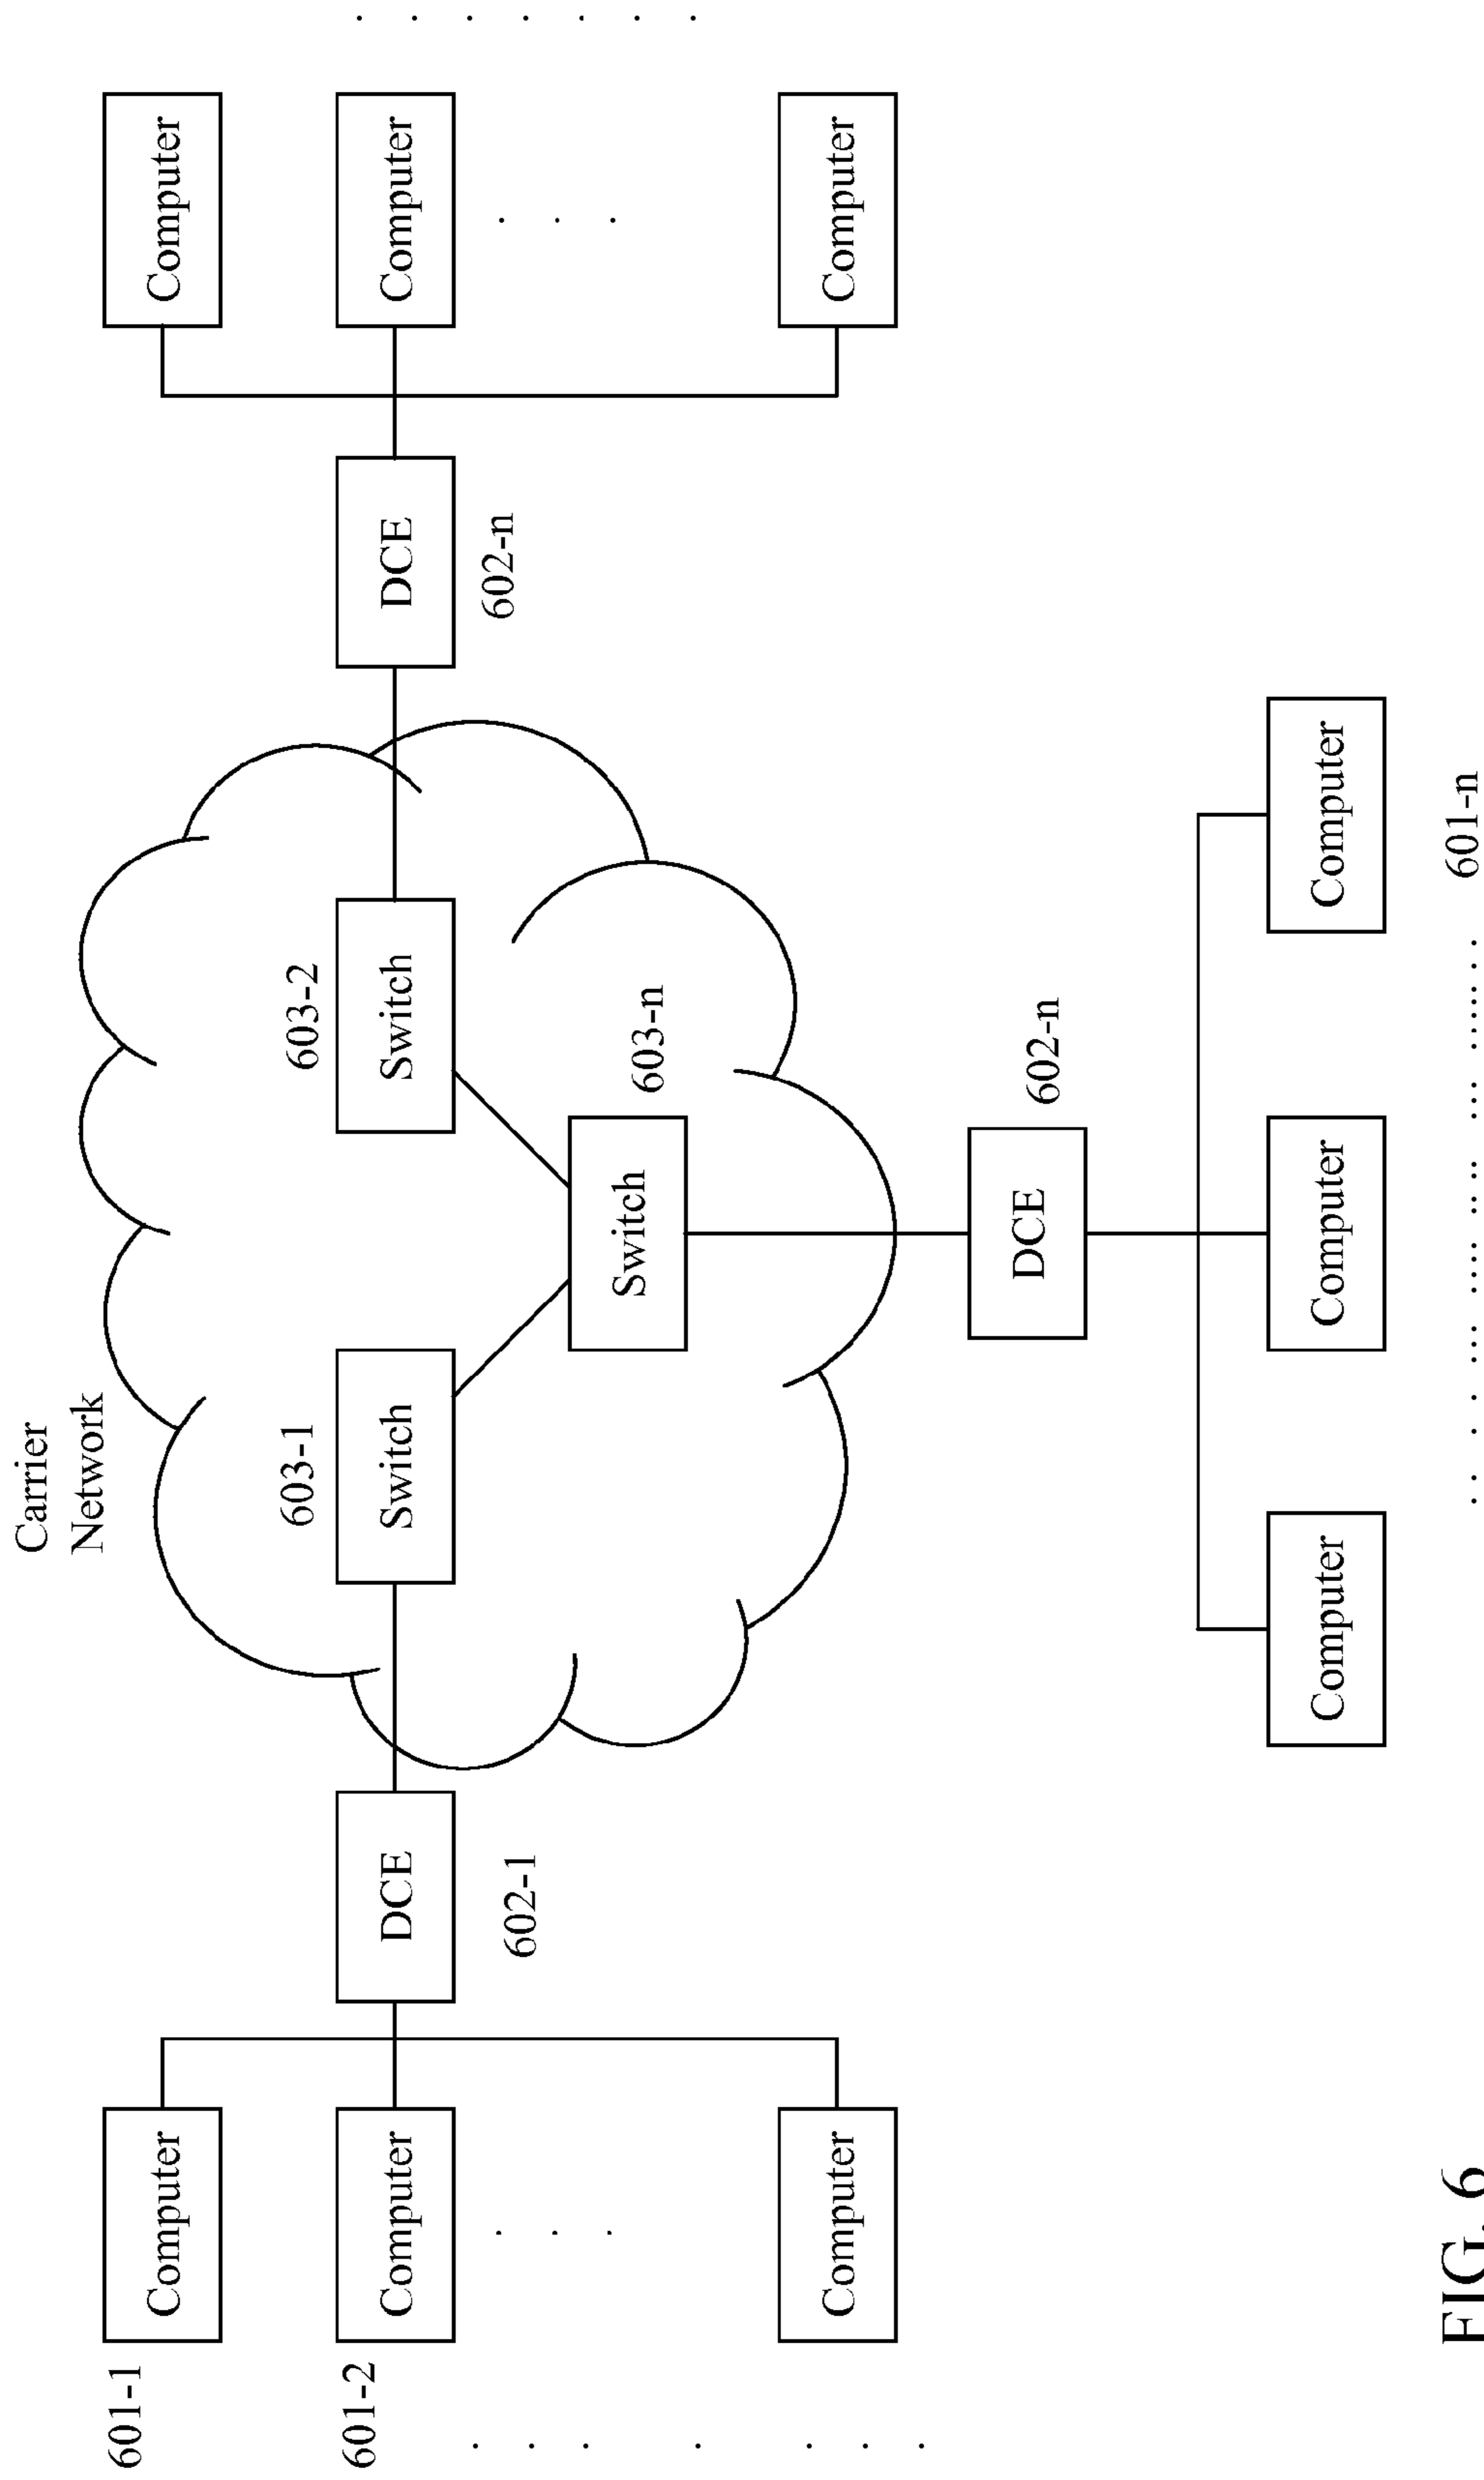 Carrier
Network
601-1
Computer
Computer
603-1
603-2
601-2
Computer
DCE
Switch
Switch
DCE
Computer
602-1
602-n
Switch
603-n
Computer
Computer
DCE
602-n
Computer
Computer
Computer
601-n
FIG. 6